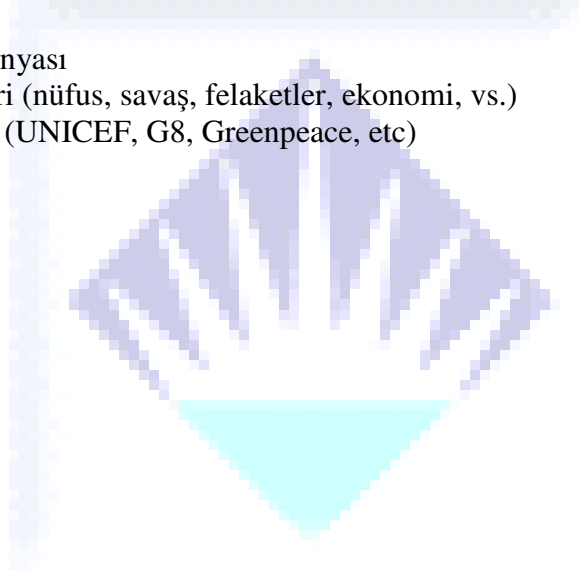 nyası
ri (nüfus, savaş, felaketler, ekonomi, vs.)
(UNICEF, G8, Greenpeace, etc)